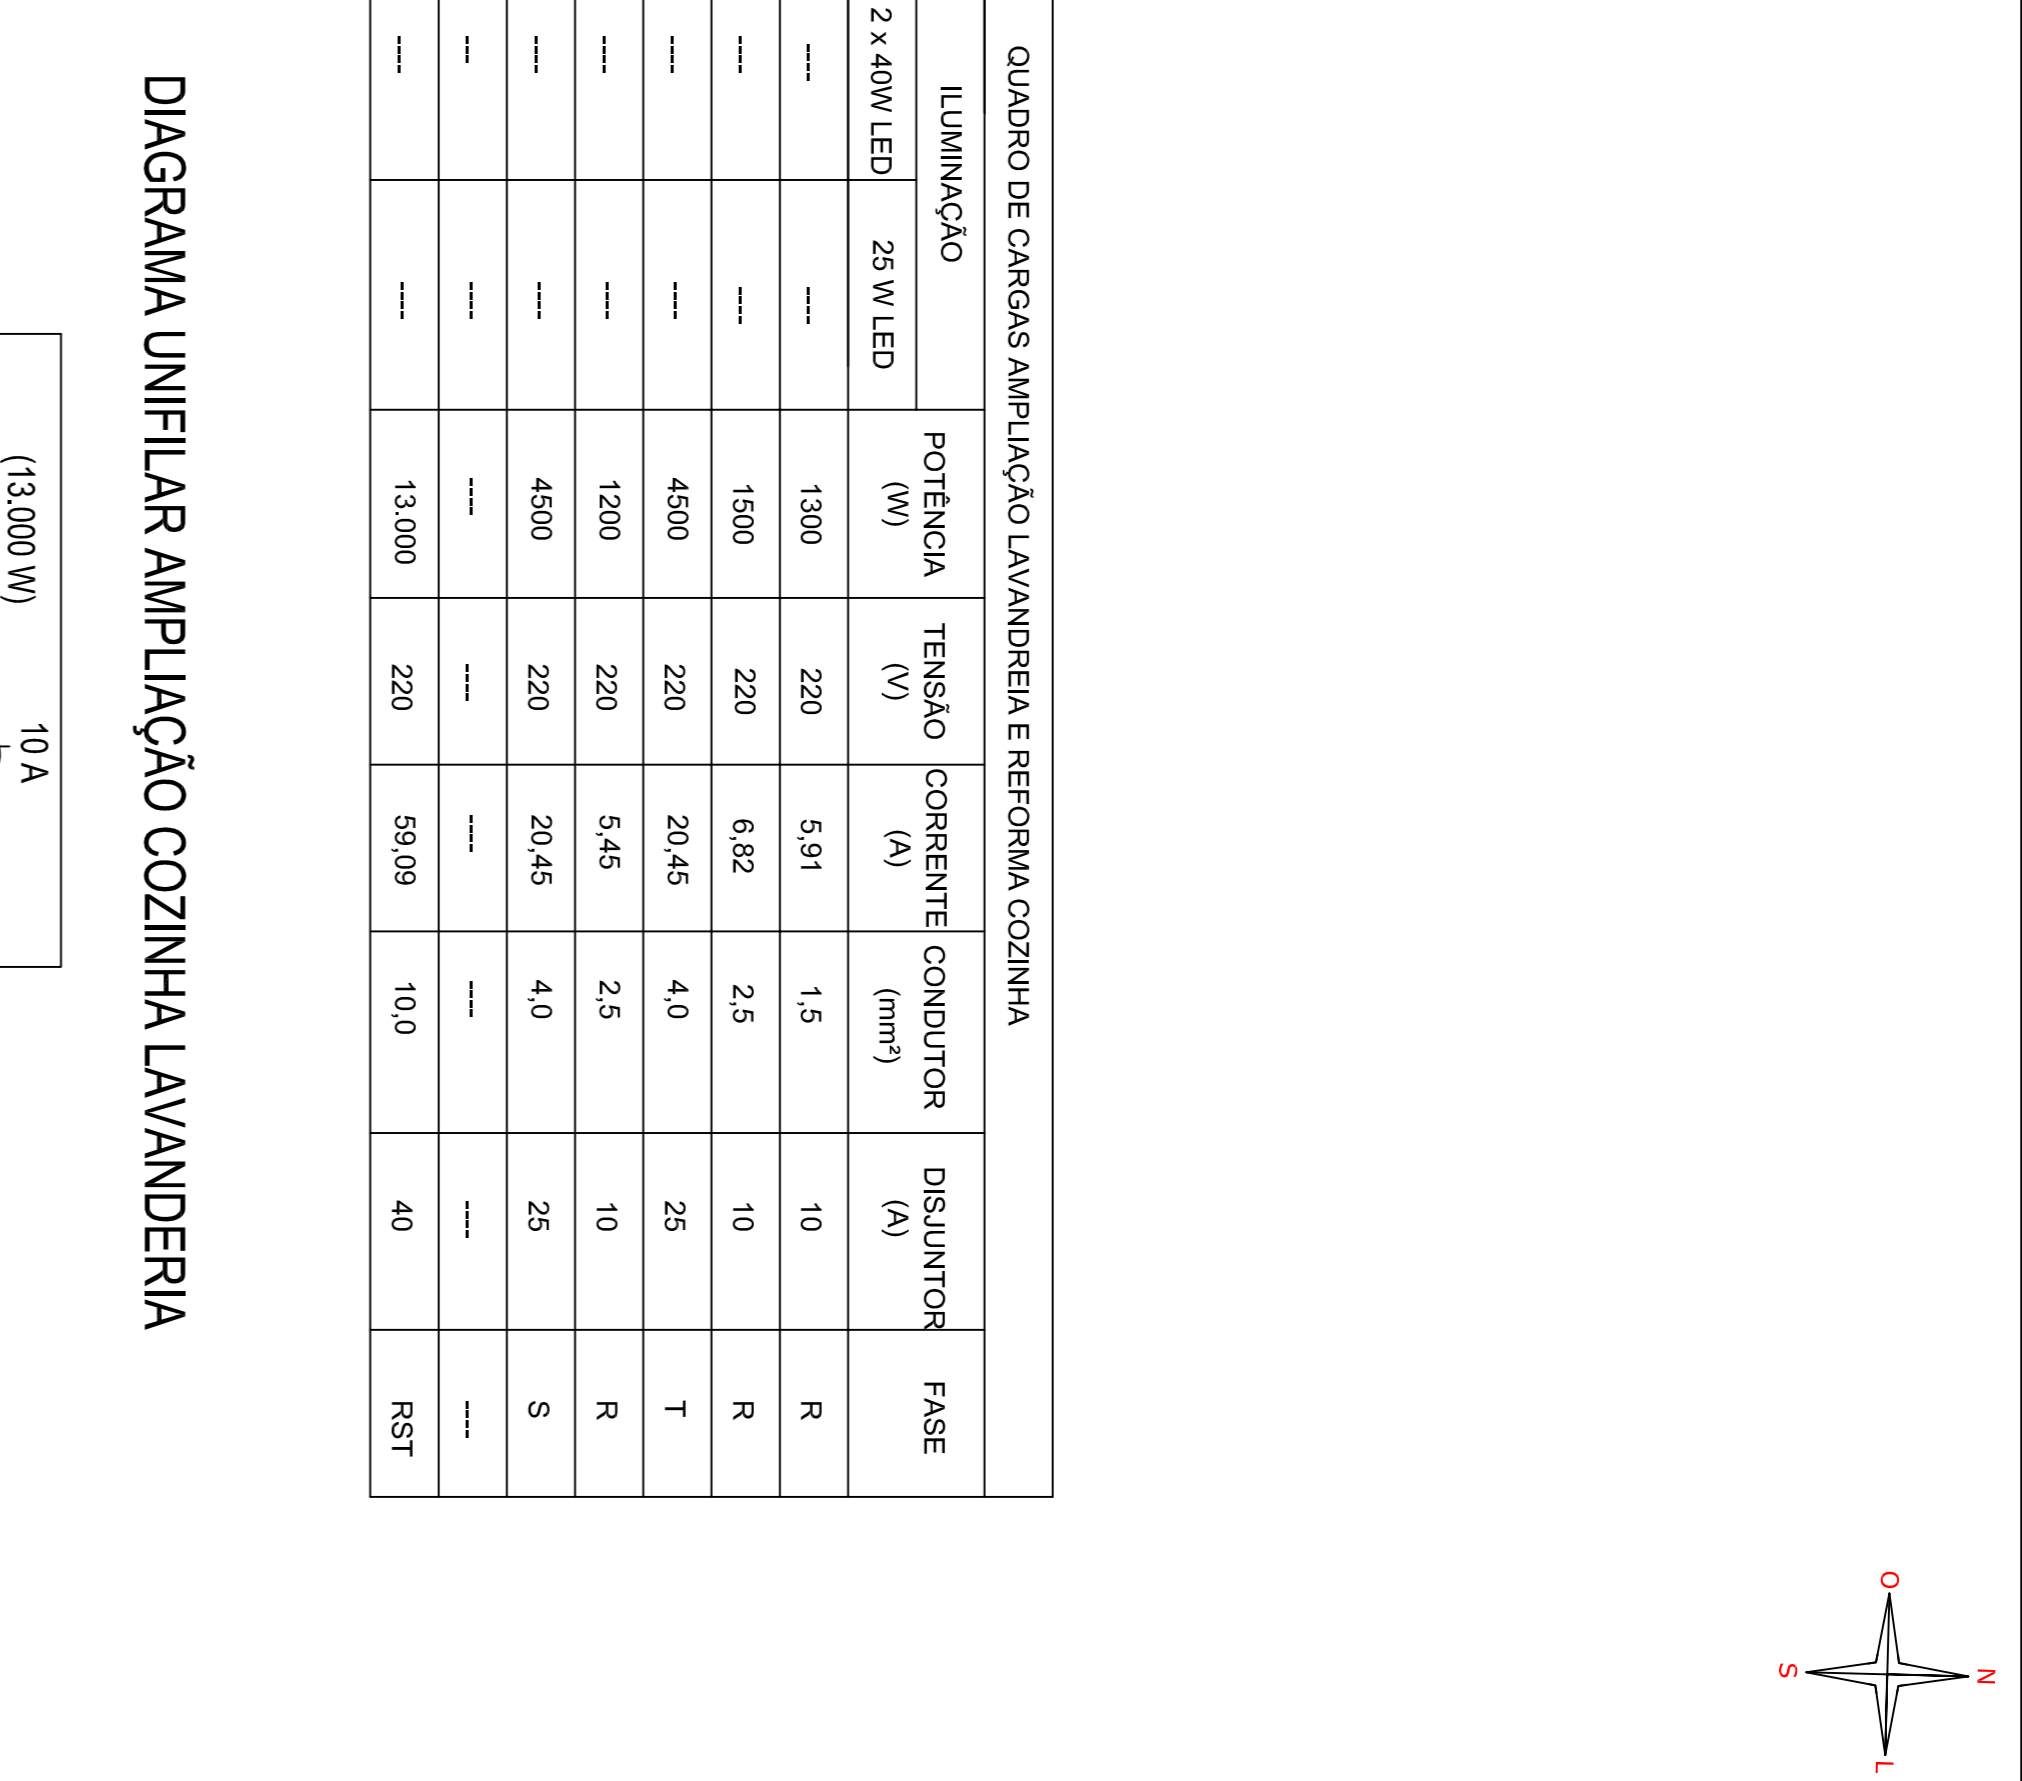 QUADRO DE CARGAS AMPLIAÇÃO LAVANDREIA E REFORMA COZINHA
ILUMINAÇÃO POTÊNCIA TENSÃO CORRENTE CONDUTOR DISJUNTOR FASE
2 x 40W LED 25 W LED (W) (V) (A) (mm²) (A)
---- ---- 1300 220 5,91 1,5 10 R
---- ---- 1500 220 6,82 2,5 10 R
---- ---- 4500 220 20,45 4,0 25 T
---- ---- 1200 220 5,45 2,5 10 R
---- ---- 4500 220 20,45 4,0 25 S
--- ---- ---- ---- ---- ---- ---- ----
---- ---- 13.000 220 59,09 10,0 40 RST
DIAGRAMA UNIFILAR AMPLIAÇÃO COZINHA LAVANDERIA
10 A
(13.000 W)
O
N
S
L